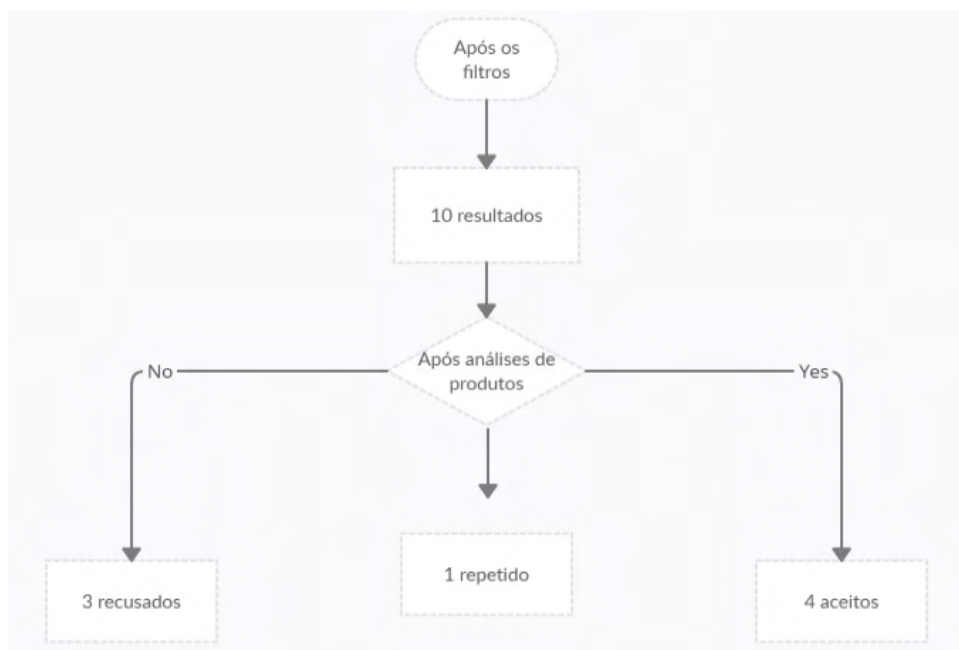 Após os
filtros
10 resultados
Após análises de
produtos
No
Yes
1 repetido
3 recusados
4 aceitos